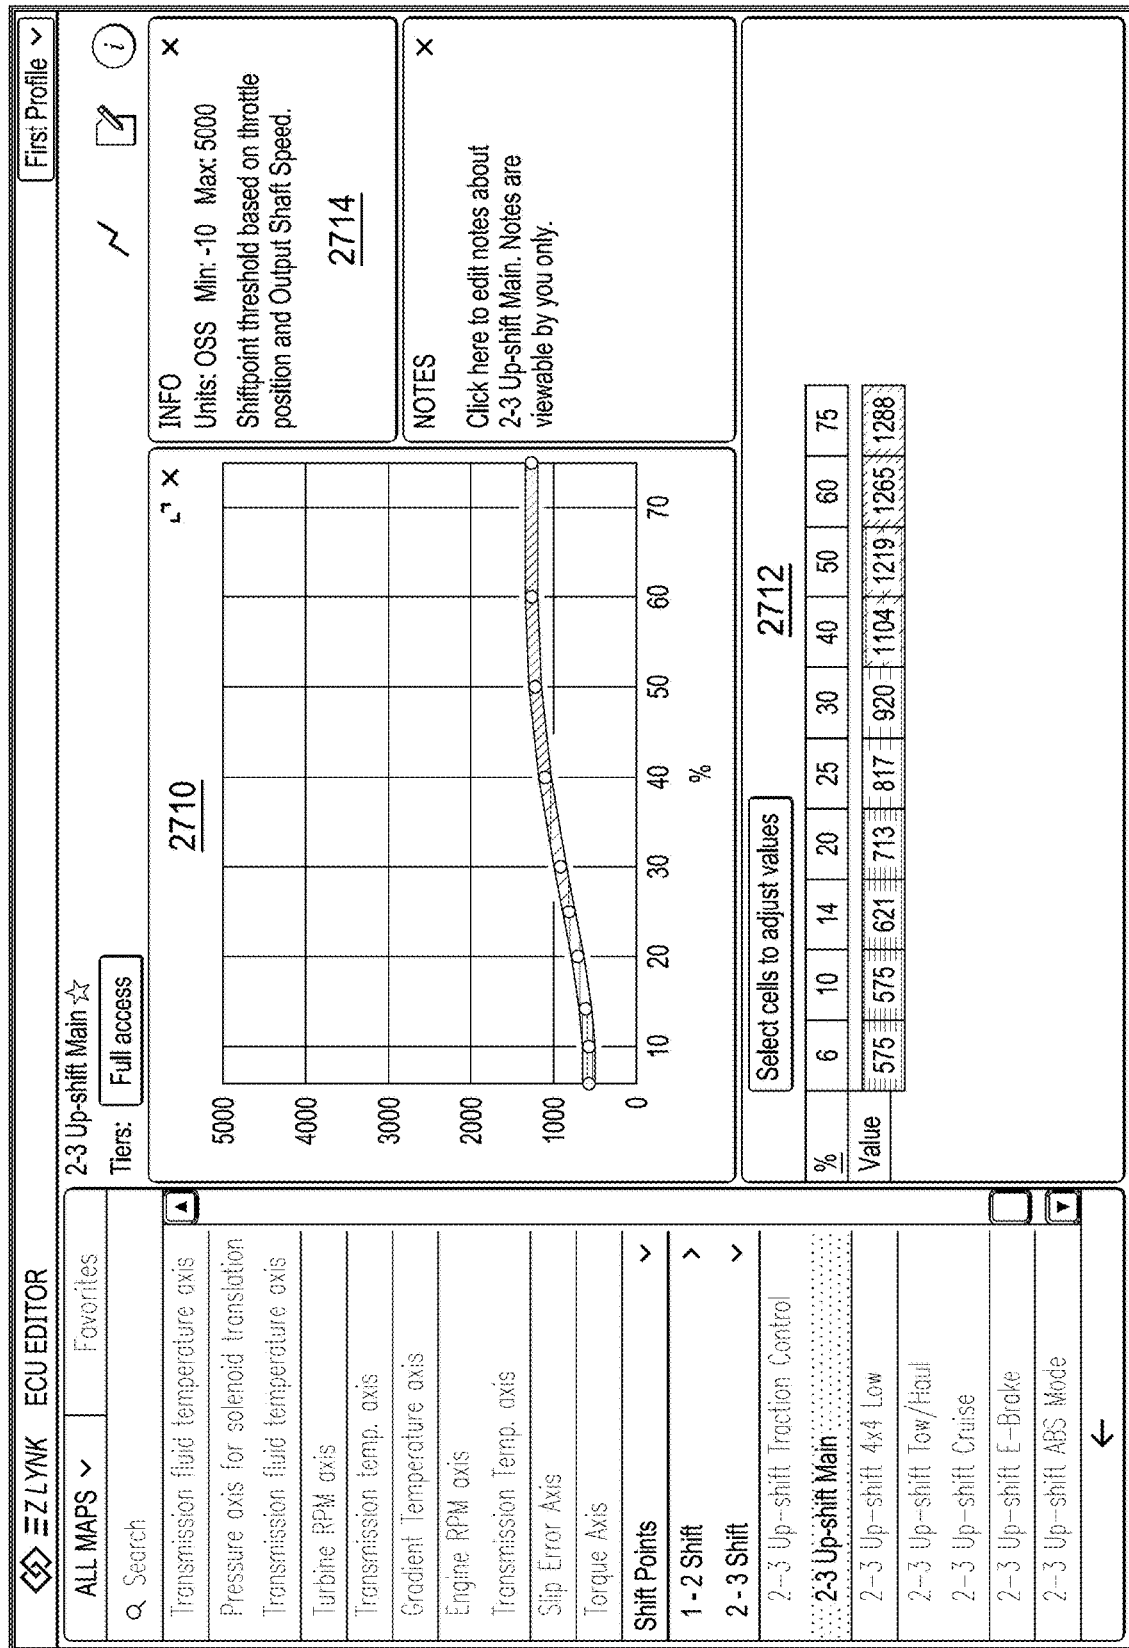 EZ LYNK ECU EDITOR
First Profile
ALL MAPS
Favorites
Search
Transmission fluid temperature axis
Pressure axis for solenoid translation
Transmission fluid temperature axis
Turbine RPM axis
Transmission temp. axis
Gradient Temperature axis
Engine RPM axis
Transmission Temp. axis
Slip Error Axis
Torque Axis
Shift Points
1 - 2 Shift
2 - 3 Shift
2-3 Up-shift Traction Control
2-3 Up-shift Main
2-3 Up-shift 4x4 Low
2-3 Up-shift Tow/Haul
2-3 Up-shift Cruise
2-3 Up-shift E-Brake
2-3 Up-shift ABS Mode
2-3 Up-shift Main
Tiers: Full access
2710
5000
4000
3000
2000
1000
0
10 20 30 40 50 60 70
%
INFO
Units: OSS Min: -10 Max: 5000
Shiftpoint threshold based on throttle
position and Output Shaft Speed.
2714
NOTES
Click here to edit notes about
2-3 Up-shift Main. Notes are
viewable by you only.
Select cells to adjust values
2712
% 6 10 14 20 25 30 40 50 60 75
Value 575 575 621 713 817 920 1104 1219 1265 1288